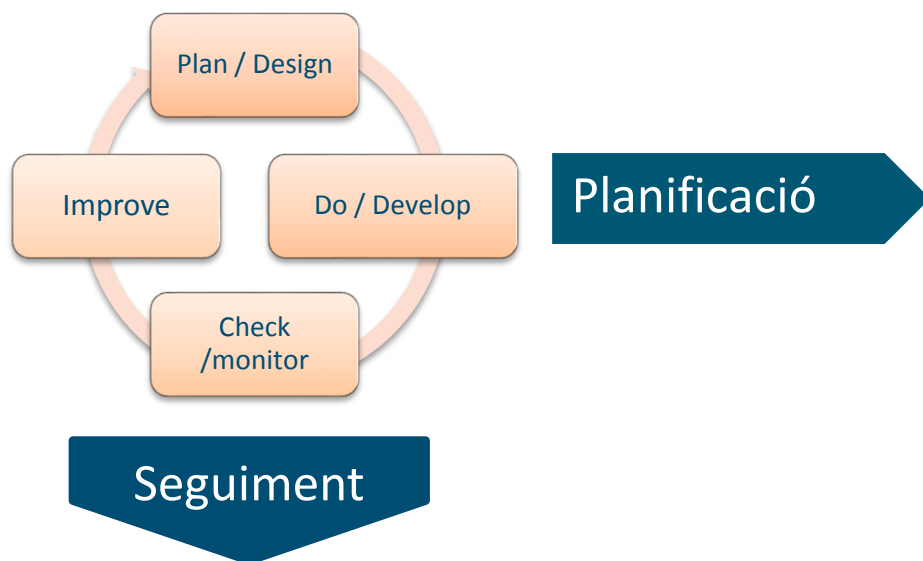 Plan / Design
Improve
Do / Develop
Planificació
Check
/monitor
Seguiment